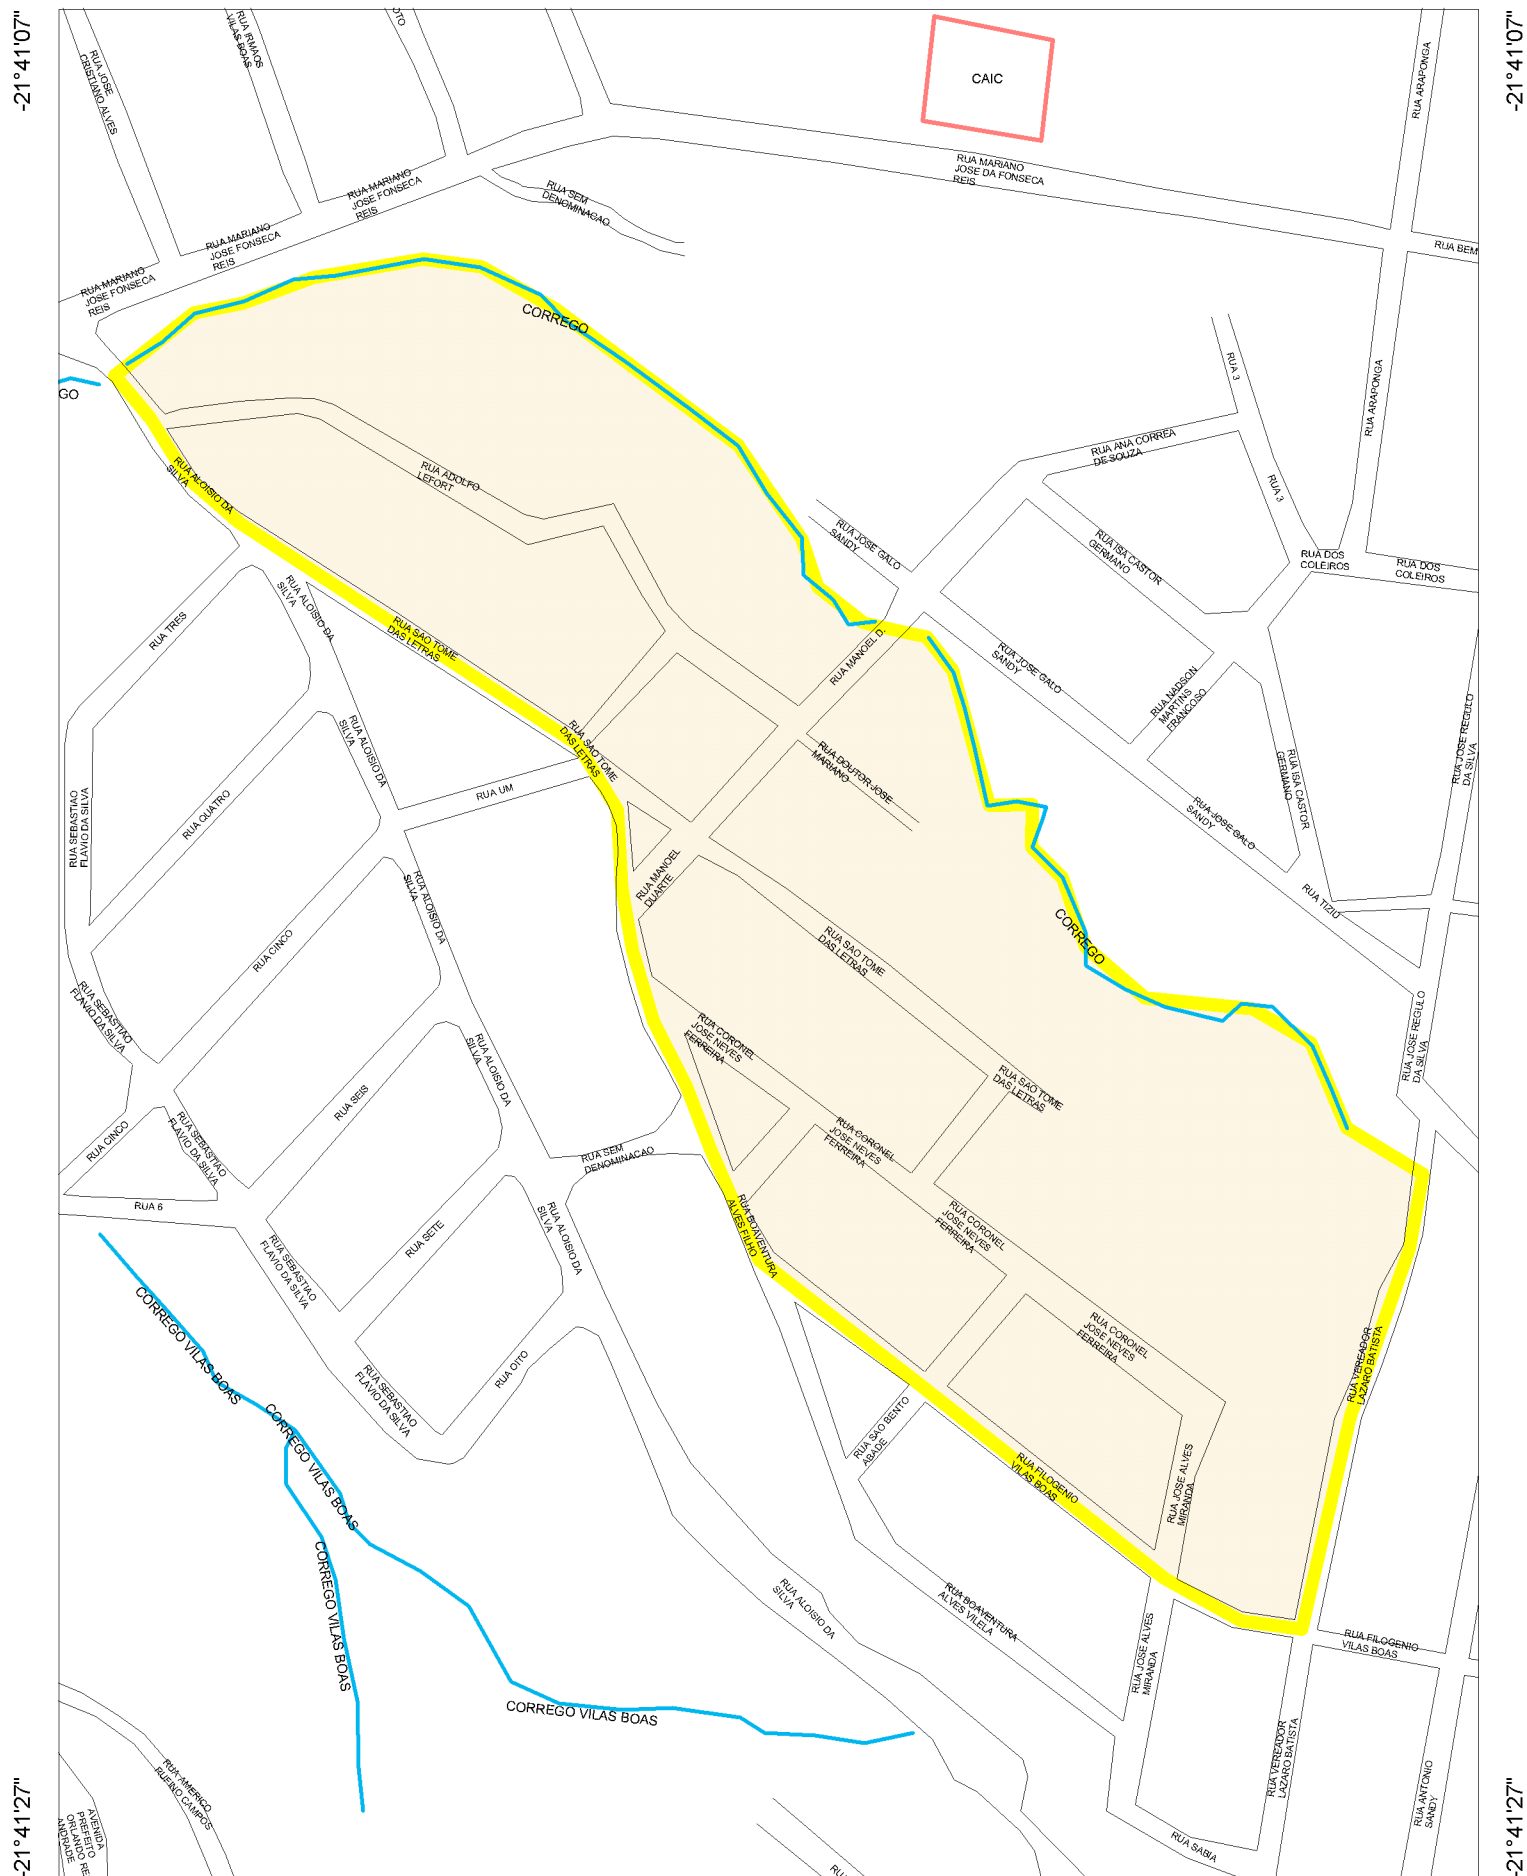 -21°41'07"
-21°41'07"
RUA JOSE
CRISTIANO ALVES
RUA IRMAOS
VILAS BOAS
OTO
CAIC
RUA ARAPONGA
RUA MARIANO
JOSE DA FONSECA
REIS
RUA SEM
DENOMINACAO
RUA MARIANO
JOSE FONSECA
REIS
RUA MARIANO
JOSE FONSECA
REIS
RUA MARIANO
JOSE FONSECA
REIS
RUA BEM
CORREGO
GO
RUA 3
RUA ARAPONGA
RUA ANA CORREA
DE SOUZA
RUA ADOLFO
LEFORT
RUA ALOISIO DA
SILVA
RUA 3
RUA JOSE GALO
SANDY
RUA ISA CASTOR
GERMANO
RUA DOS
COLEIROS
RUA DOS
COLEIROS
RUA ALOISIO DA
SILVA
RUA TRES
RUA SAO TOME
DAS LETRAS
RUA MANOEL D.
RUA JOSE GALO
SANDY
RUA NADSON
MARTINS
FRANCOSO
RUA JOSE REGULO
DA SILVA
RUA ALOISIO DA
SILVA
RUA SAO TOME
DAS LETRAS
RUA DOUTOR JOSE
MARIANO
RUA ISA CASTOR
GERMANO
RUA UM
RUA QUATRO
RUA SEBASTIAO
FLAVIO DA SILVA
RUA JOSE GALO
SANDY
RUA MANOEL
DUARTE
RUA ALOISIO DA
SILVA
RUA TIZIU
RUA CINCO
RUA SAO TOME
DAS LETRAS
CORREGO
RUA SEBASTIAO
FLAVIO DA SILVA
RUA CORONEL
JOSE NEVES
FERREIRA
RUA JOSE REGULO
DA SILVA
RUA ALOISIO DA
SILVA
RUA SAO TOME
DAS LETRAS
RUA SEIS
RUA CINCO
RUA SEBASTIAO
FLAVIO DA SILVA
RUA SEM
DENOMINACAO
RUA CORONEL
JOSE NEVES
FERREIRA
RUA 6
RUA BOAVENTURA
ALVES FILHO
RUA CORONEL
JOSE NEVES
FERREIRA
RUA SETE
RUA ALOISIO DA
SILVA
RUA SEBASTIAO
FLAVIO DA SILVA
CORREGO VILAS BOAS
RUA CORONEL
JOSE NEVES
FERREIRA
RUA VEREADOR
LAZARO BATISTA
RUA OITO
RUA SEBASTIAO
FLAVIO DA SILVA
CORREGO VILAS BOAS
RUA SAO BENTO
ABADE
RUA FILOGENIO
VILAS BOAS
RUA JOSE ALVES
MIRANDA
CORREGO VILAS BOAS
RUA ALOISIO DA
SILVA
RUA BOAVENTURA
ALVES VILELA
RUA JOSE ALVES
MIRANDA
RUA FILOGENIO
VILAS BOAS
CORREGO VILAS BOAS
RUA VEREADOR
LAZARO BATISTA
RUA ANTONIO
SANDY
RUA AMERICO
RUFINO CAMPOS
AVENIDA
PREFEITO
ORLANDO RE
ANDRADE
RUA SABIA
RUA
-21°41'27"
-21°41'27"